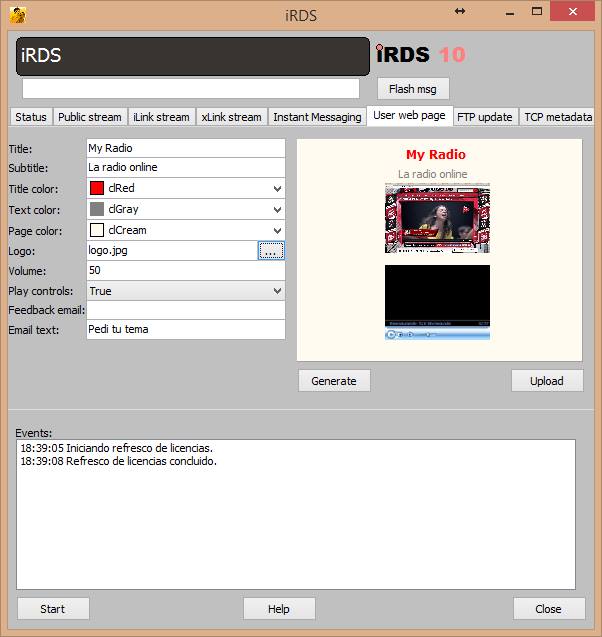 iRDS
iRDS
iRDS 10
Flash msg
Status
Public stream
iLink stream
xLink stream
Instant Messaging
User web page
FTP update
TCP metadata
Title:
My Radio
Subtitle:
La radio online
Title color:
clRed
Text color:
clGray
Page color:
clCream
Logo:
logo.jpg
...
Volume:
50
Play controls:
True
Feedback email:
Email text:
Pedi tu tema
My Radio
La radio online
Generate
Upload
Events:
18:39:05 Iniciando refresco de licencias.
18:39:08 Refresco de licencias concluido.
Start
Help
Close